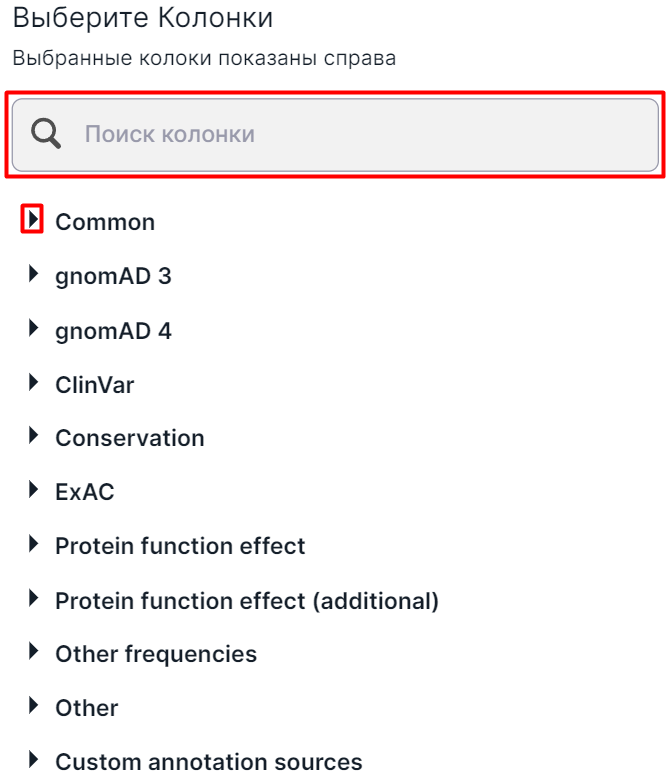 Выберите Колонки
Выбранные колоки показаны справа
Поиск колонки
Common
gnomAD 3
gnomAD 4
ClinVar
Conservation
ExAC
Protein function effect
Protein function effect (additional)
Other frequencies
Other
Custom annotation sources